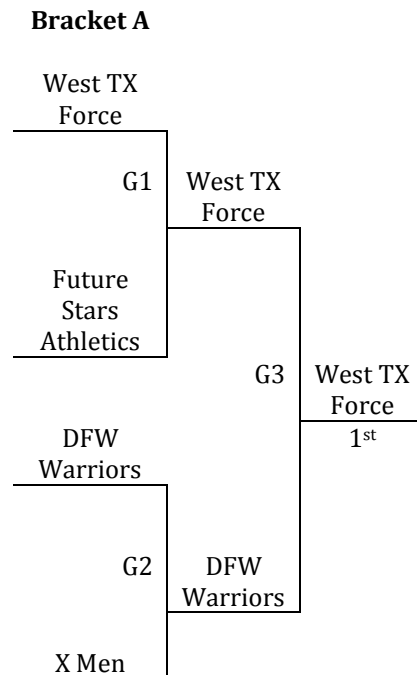 Bracket A
West TX
Force
G1
West TX
Force
Future
Stars
Athletics
G3
West TX
Force
1st
DFW
Warriors
G2
DFW
Warriors
X Men